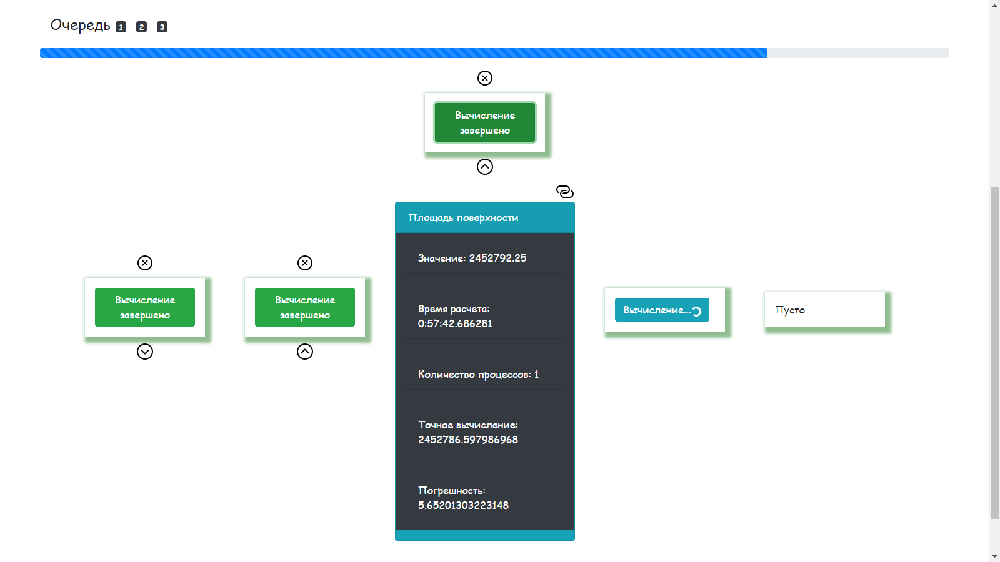 Очередь 1 2 3
Вычисление
завершено
Площадь поверхности
Значение: 2452792.25
Время расчета:
0:57:42.686281
Количество процессов: 1
Точное вычисление:
2452786.597986968
Погрешность:
5.65201303223148
Вычисление
завершено
Вычисление
завершено
Вычисление...
Пусто